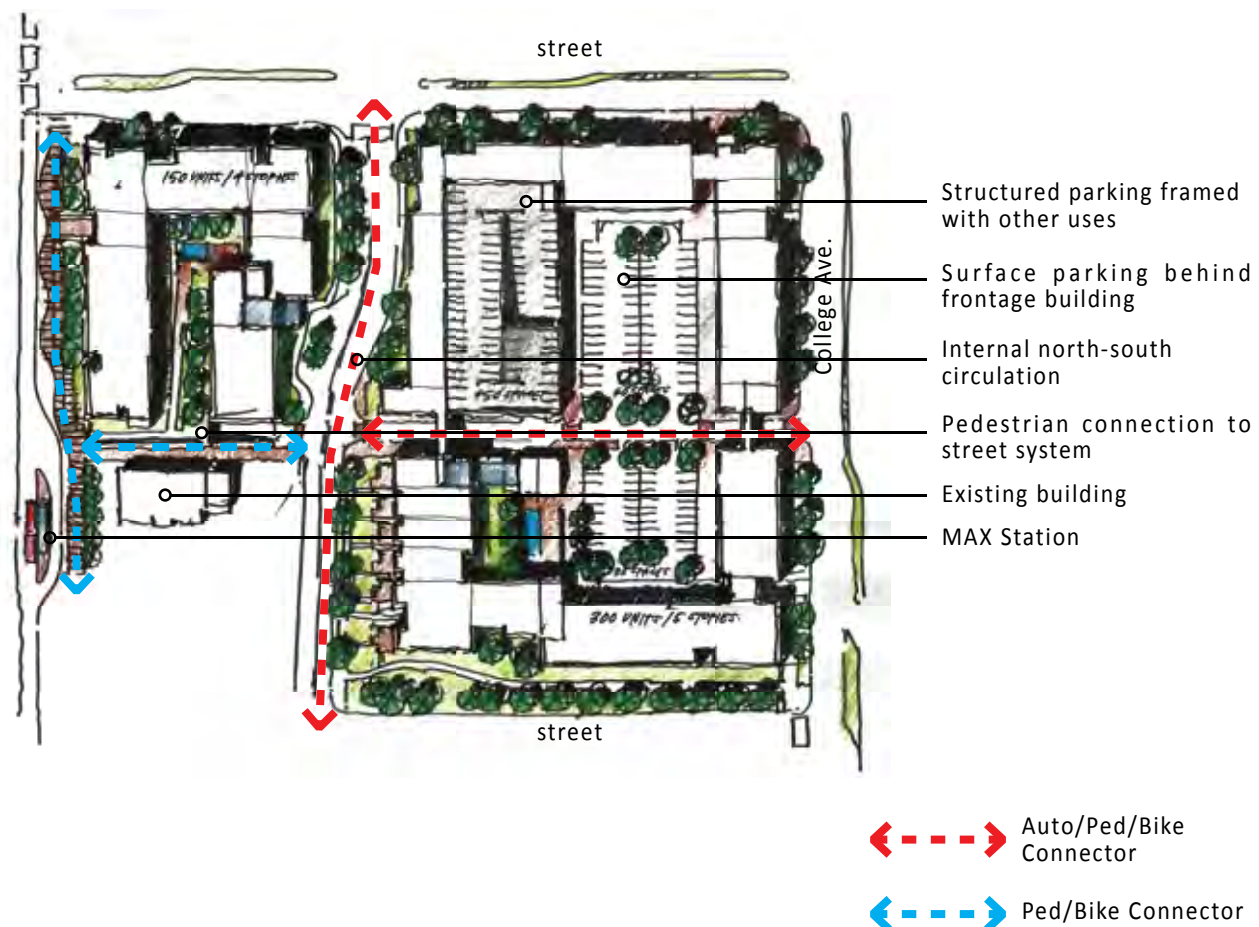 street
150 UNITS/4 STORIES
Structured parking framed
with other uses
Surface parking behind
frontage building
College Ave.
Internal north-south
circulation
Pedestrian connection to
street system
Existing building
MAX Station
300 UNITS/5 STORIES
street
Auto/Ped/Bike
Connector
Ped/Bike Connector